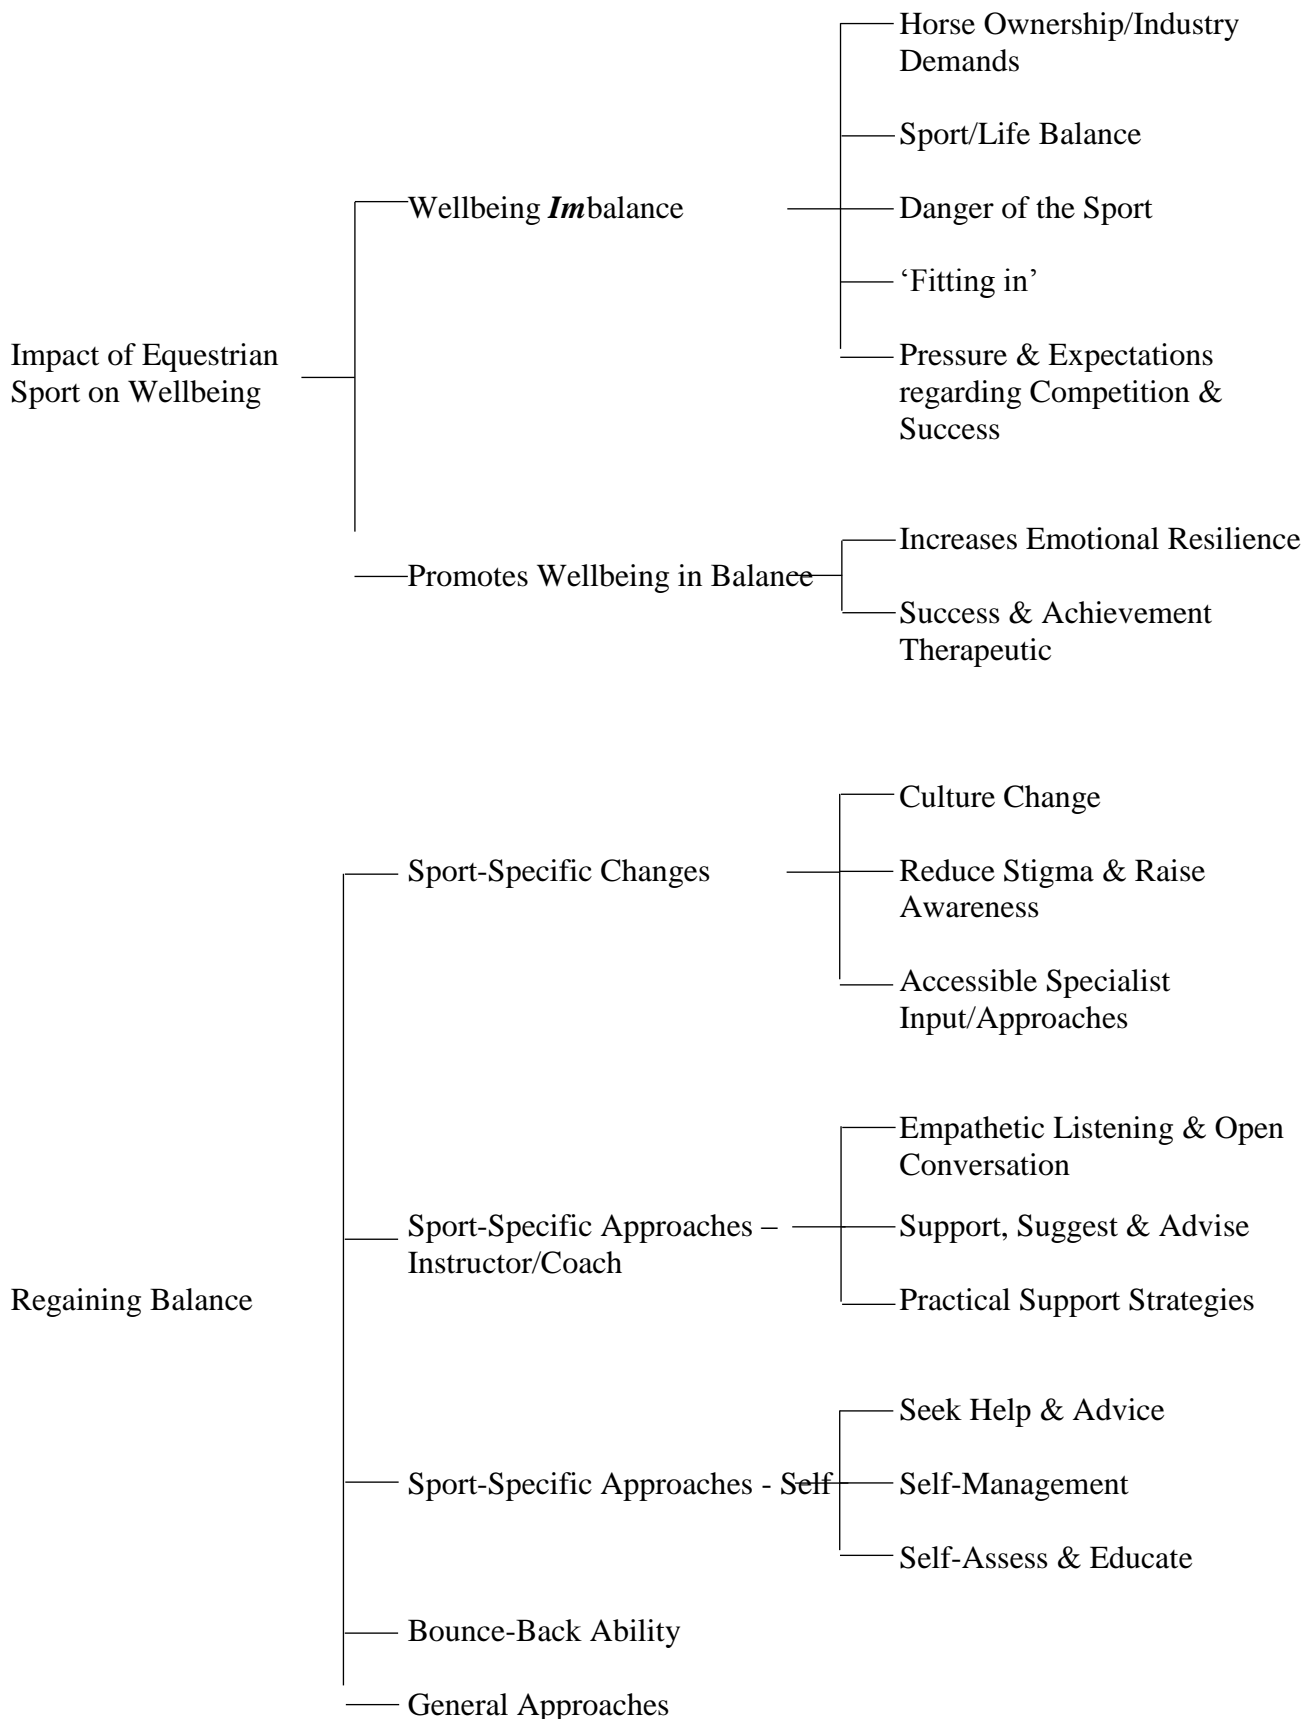 Horse Ownership/Industry
Demands
Sport/Life Balance
Wellbeing Imbalance
Danger of the Sport
‘Fitting in’
Impact of Equestrian
Sport on Wellbeing
Pressure & Expectations
regarding Competition &
Success
Increases Emotional Resilience
Promotes Wellbeing in Balance
Success & Achievement
Therapeutic
Culture Change
Sport-Specific Changes
Reduce Stigma & Raise
Awareness
Accessible Specialist
Input/Approaches
Empathetic Listening & Open
Conversation
Sport-Specific Approaches –
Instructor/Coach
Support, Suggest & Advise
Regaining Balance
Practical Support Strategies
Seek Help & Advice
Sport-Specific Approaches - Self
Self-Management
Self-Assess & Educate
Bounce-Back Ability
General Approaches